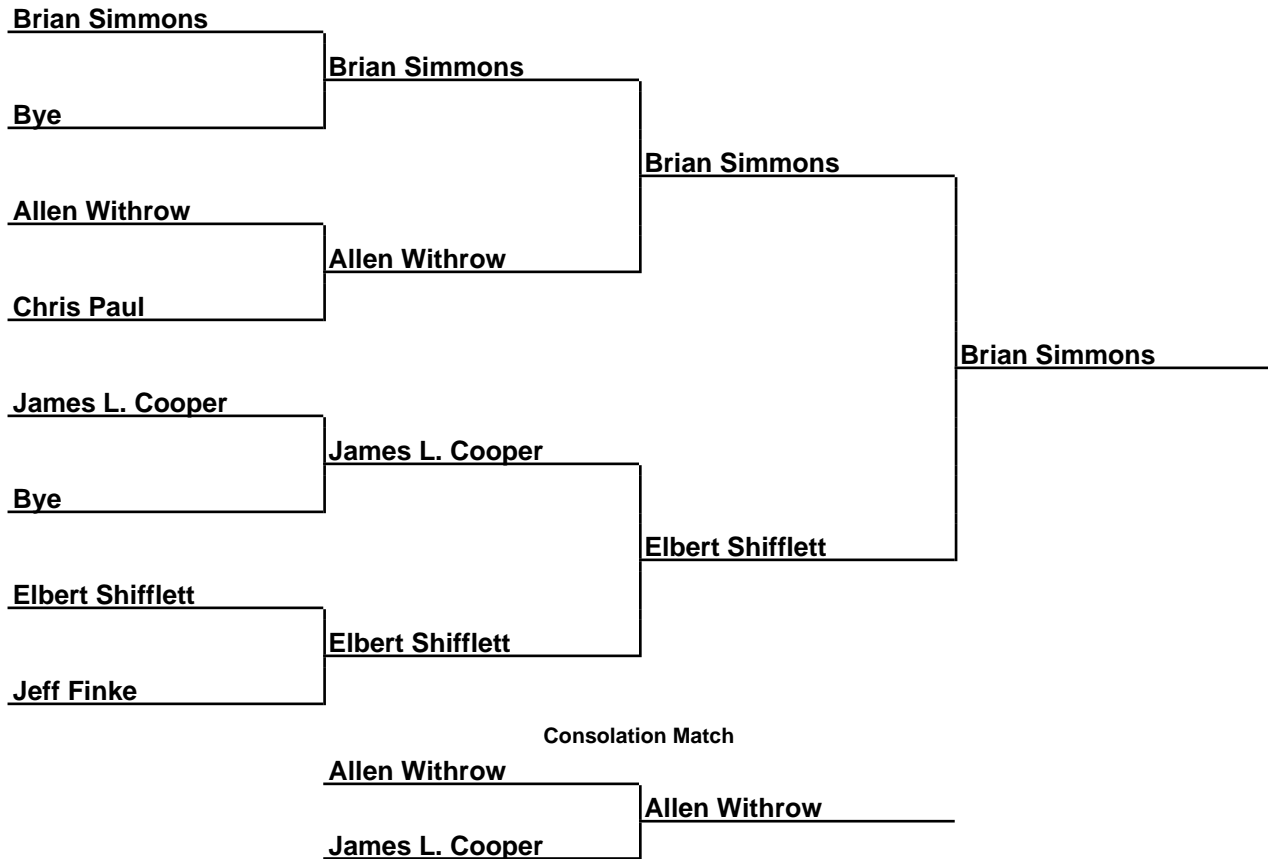 Brian Simmons
Brian Simmons
Bye
Brian Simmons
Allen Withrow
Allen Withrow
Chris Paul
Brian Simmons
James L. Cooper
James L. Cooper
Bye
Elbert Shifflett
Elbert Shifflett
Elbert Shifflett
Jeff Finke
Consolation Match
Allen Withrow
Allen Withrow
James L. Cooper